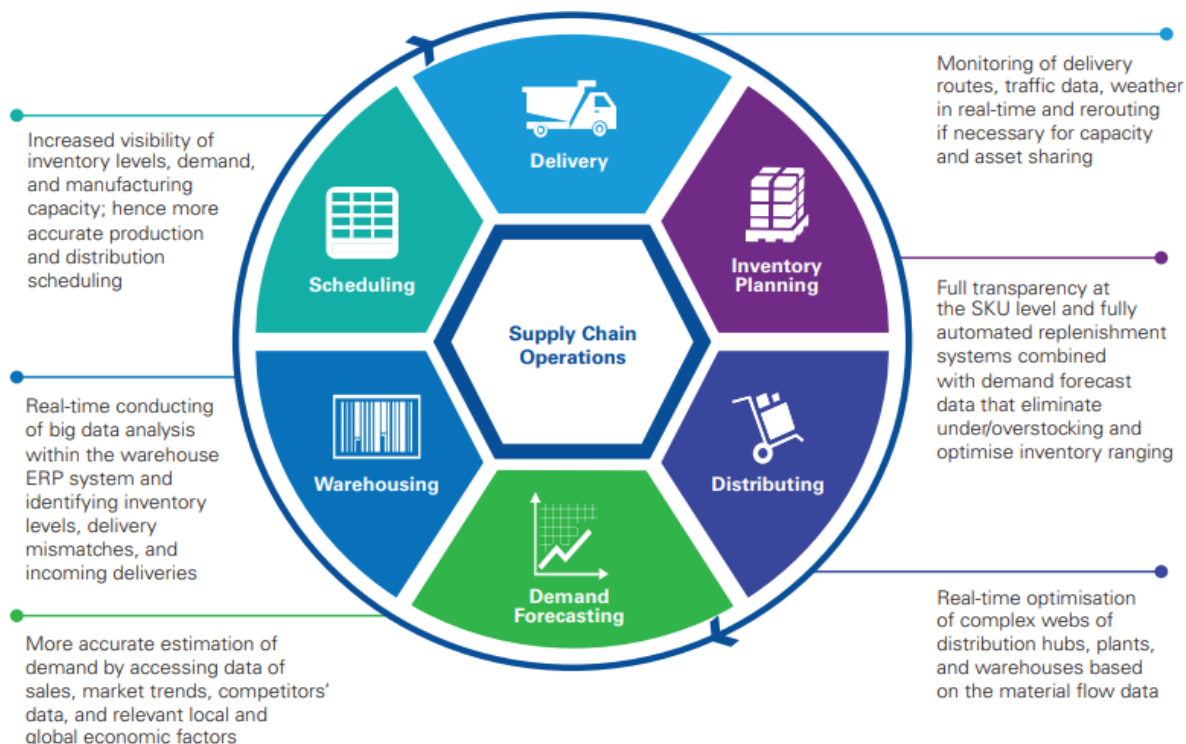 Delivery
Monitoring of delivery
routes, traffic data, weather
in real-time and rerouting
if necessary for capacity
and asset sharing
Inventory
Planning
Full transparency at
the SKU level and fully
automated replenishment
systems combined
with demand forecast
data that eliminate
under/overstocking and
optimise inventory ranging
Distributing
Real-time optimisation
of complex webs of
distribution hubs, plants,
and warehouses based
on the material flow data
Demand
Forecasting
More accurate estimation of
demand by accessing data of
sales, market trends, competitors'
data, and relevant local and
global economic factors
Warehousing
Real-time conducting
of big data analysis
within the warehouse
ERP system and
identifying inventory
levels, delivery
mismatches, and
incoming deliveries
Scheduling
Increased visibility of
inventory levels, demand,
and manufacturing
capacity; hence more
accurate production
and distribution
scheduling
Supply Chain
Operations